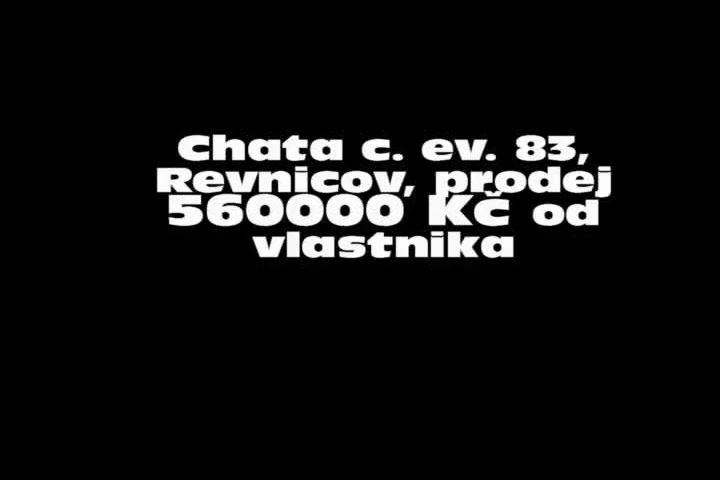 Chata c. ev. 83,
Revnicov, prodej
560000 Kč od
vlastnika